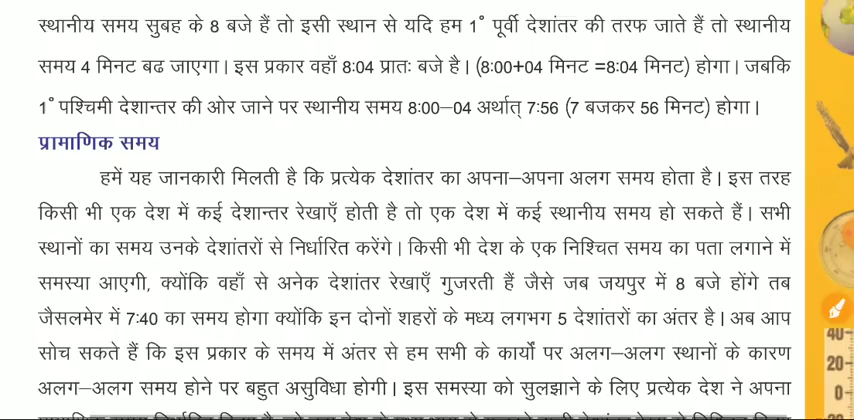 स्थानीय समय सुबह के 8 बजे हैं तो इसी स्थान से यदि हम 1° पूर्वी देशांतर की तरफ जाते हैं तो स्थानीय
समय 4 मिनट बढ जाएगा। इस प्रकार वहाँ 8:04 प्रातः बजे है। (8:00+04 मिनट =8:04 मिनट) होगा। जबकि
1° पश्चिमी देशान्तर की ओर जाने पर स्थानीय समय 8:00–04 अर्थात् 7:56 (7 बजकर 56 मिनट) होगा।
प्रामाणिक समय
हमें यह जानकारी मिलती है कि प्रत्येक देशांतर का अपना–अपना अलग समय होता है। इस तरह
किसी भी एक देश में कई देशान्तर रेखाएँ होती है तो एक देश में कई स्थानीय समय हो सकते हैं। सभी
स्थानों का समय उनके देशांतरों से निर्धारित करेंगे। किसी भी देश के एक निश्चित समय का पता लगाने में
समस्या आएगी, क्योंकि वहाँ से अनेक देशांतर रेखाएँ गुजरती हैं जैसे जब जयपुर में 8 बजे होंगे तब
जैसलमेर में 7:40 का समय होगा क्योंकि इन दोनों शहरों के मध्य लगभग 5 देशांतरों का अंतर है। अब आप
सोच सकते हैं कि इस प्रकार के समय में अंतर से हम सभी के कार्यों पर अलग–अलग स्थानों के कारण
अलग–अलग समय होने पर बहुत असुविधा होगी। इस समस्या को सुलझाने के लिए प्रत्येक देश ने अपना
40
20
0